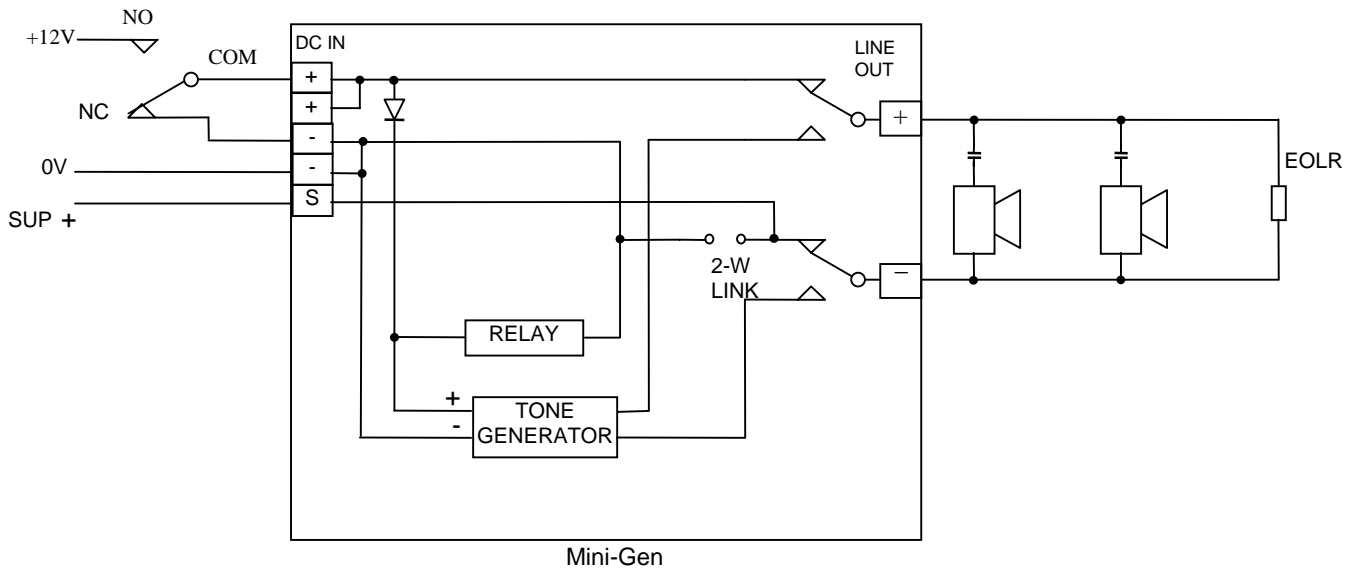 NO
+12V
COM
NC
0V
SUP +
DC IN
+
+
-
-
S
LINE
OUT
+
−
2-W
LINK
RELAY
+
-
TONE
GENERATOR
EOLR
Mini-Gen